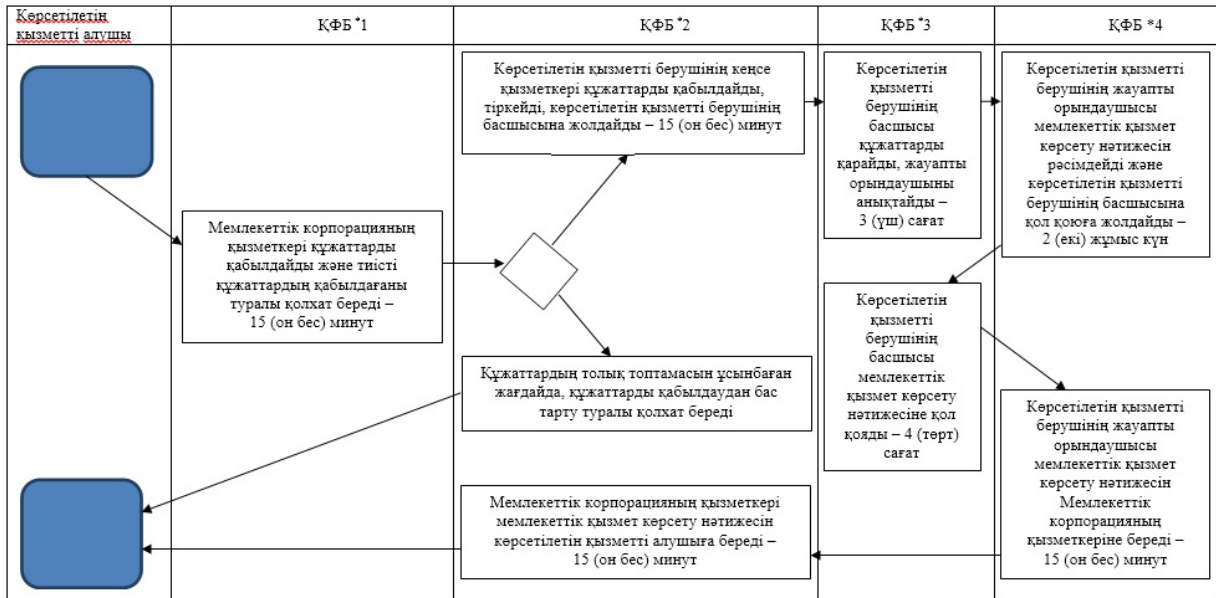 Көрсетілетін
қызметті алушы
ҚФБ *1
ҚФБ *2
ҚФБ *3
ҚФБ *4
Көрсетілетін қызметті берушінің кеңсе
қызметкері құжаттарды қабылдайды,
тіркейді, көрсетілетін қызметті берушінің
басшысына жолдайды – 15 (он бес) минут
Көрсетілетін
қызметті
берушінің
басшысы
құжаттарды
қарайды, жауапты
орындаушыны
анықтайды –
3 (үш) сағат
Көрсетілетін қызметті
берушінің жауапты
орындаушысы
мемлекеттік қызмет
көрсету нәтижесін
рәсімдейді және
көрсетілетін қызметті
берушінің басшысына
қол қоюға жолдайды –
2 (екі) жұмыс күн
Мемлекеттік корпорацияның
қызметкері құжаттарды
қабылдайды және тиісті
құжаттардың қабылдағаны
туралы қолхат береді –
15 (он бес) минут
Көрсетілетін
қызметті
берушінің
басшысы
мемлекеттік
қызмет көрсету
нәтижесіне қол
қояды – 4 (төрт)
сағат
Құжаттардың толық топтамасын ұсынбаған
жағдайда, құжаттарды қабылдаудан бас
тарту туралы қолхат береді
Көрсетілетін қызметті
берушінің жауапты
орындаушысы
мемлекеттік қызмет
көрсету нәтижесін
Мемлекеттік
корпорацияның
қызметкеріне береді –
15 (он бес) минут
Мемлекеттік корпорацияның қызметкері
мемлекеттік қызмет көрсету нәтижесін
көрсетілетін қызметті алушыға береді –
15 (он бес) минут